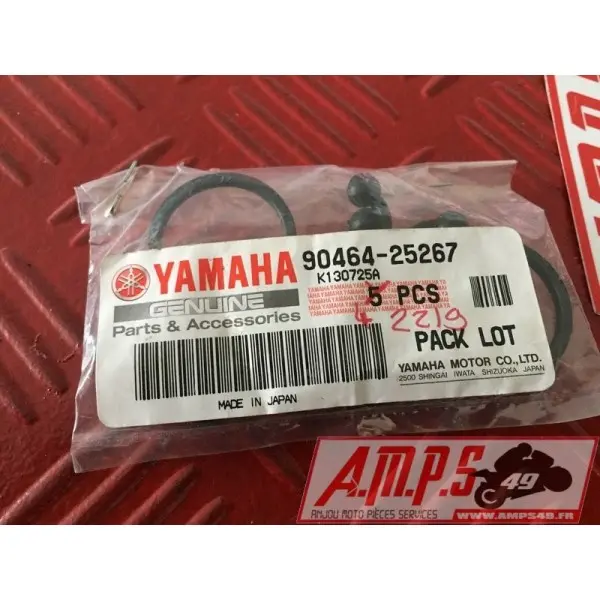 YAMAHA 90464-25267
K130725A
GENUINE
Parts & Accessories
5 PCS
4 2219
PACK LOT
YAMAHA MOTOR CO.,LTD.
2500 SHINGAI IWATA SHIZUOKA JAPAN
MADE IN JAPAN
A.M.P.S 49
ANJOU MOTO PIÈCES SERVICES
WWW.AMPS49.FR